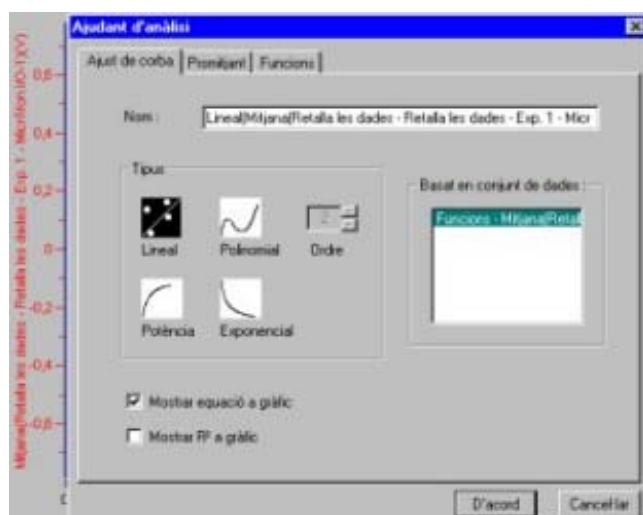 Ajudant d'anàlisi
Ajust de corba
Promitjant
Funcions
Nom :
Lineal(Mitjana(Retalla les dades - Retalla les dades - Exp. 1 - Micr
Tipus
Lineal
Polinomial
Ordre
2
Potència
Exponencial
Basat en conjunt de dades :
Funcions - Mitjana(Retall
Mostrar equació a gràfic
Mostrar R² a gràfic
D'acord
Cancel·lar
Mitjana(Retalla les dades - Retalla les dades - Exp. 1 - Micròfon I/O-1)(V)
0,6
0,4
0,2
0
-0,2
-0,4
-0,6